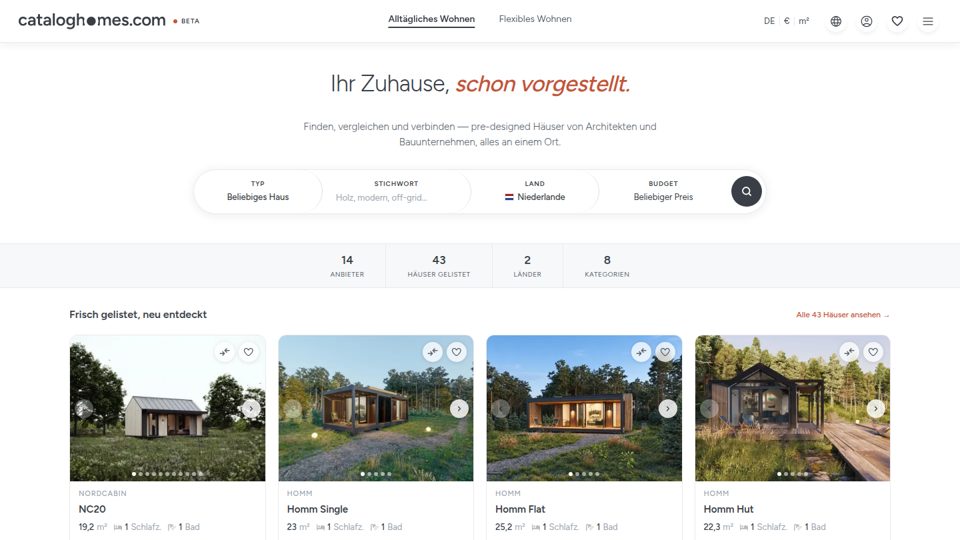 cataloghomes.com BETA
Alltägliches Wohnen
Flexibles Wohnen
DE | € | m²
Ihr Zuhause, schon vorgestellt.
Finden, vergleichen und verbinden — pre-designed Häuser von Architekten und
Bauunternehmen, alles an einem Ort.
TYP
Beliebiges Haus
STICHWORT
Holz, modern, off-grid...
LAND
Niederlande
BUDGET
Beliebiger Preis
14
ANBIETER
43
HÄUSER GELISTET
2
LÄNDER
8
KATEGORIEN
Frisch gelistet, neu entdeckt
Alle 43 Häuser ansehen →
NORDCABIN
NC20
19,2 m² 1 Schlafz. 1 Bad
HOMM
Homm Single
23 m² 1 Schlafz. 1 Bad
HOMM
Homm Flat
25,2 m² 1 Schlafz. 1 Bad
HOMM
Homm Hut
22,3 m² 1 Schlafz. 1 Bad